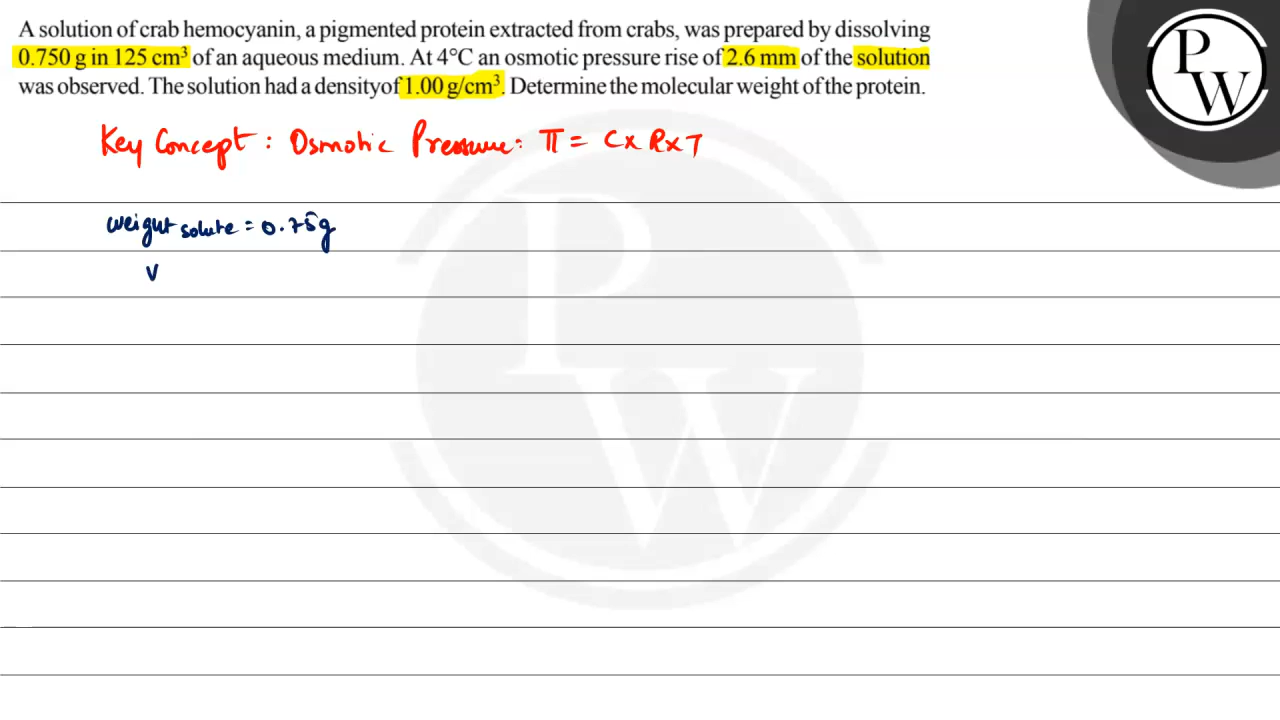 A solution of crab hemocyanin, a pigmented protein extracted from crabs, was prepared by dissolving
0.750 g in 125 cm³ of an aqueous medium. At 4°C an osmotic pressure rise of 2.6 mm of the solution
was observed. The solution had a densityof 1.00 g/cm³. Determine the molecular weight of the protein.
Key Concept : Osmotic Pressure: π = C x R x T
weight solute = 0.75g
V
P
W
P
W